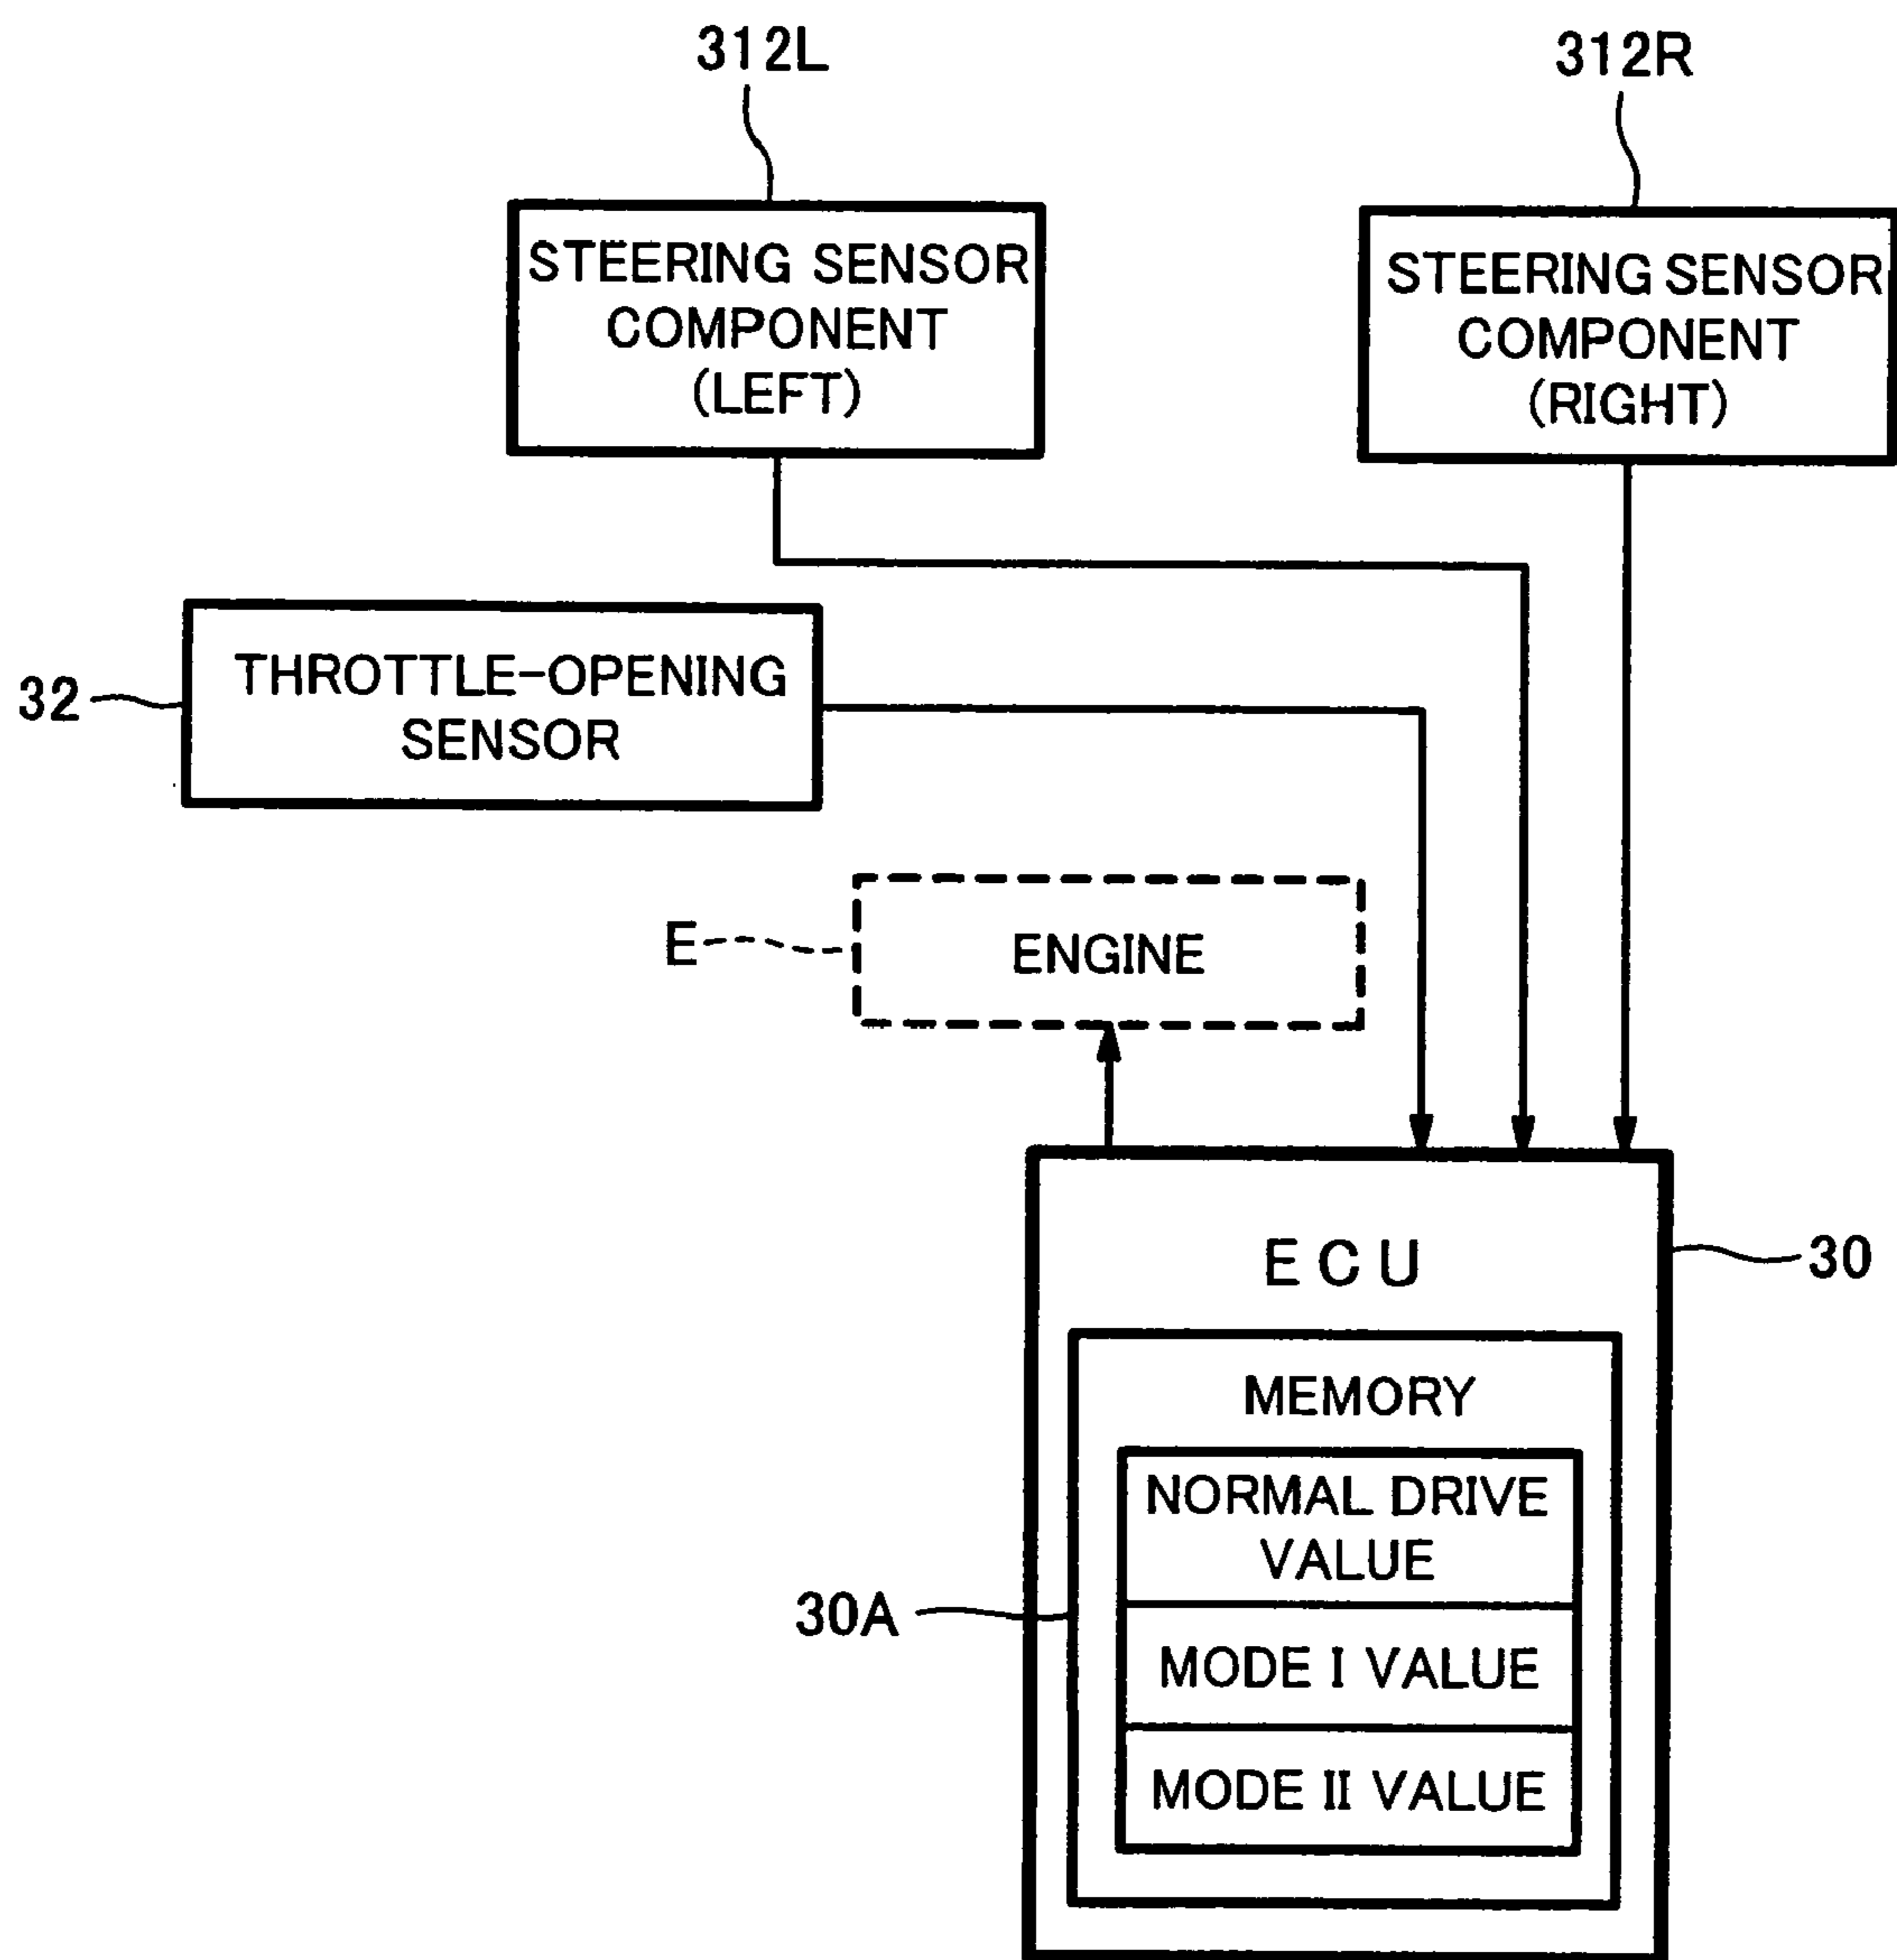 312L
312R
STEERING SENSOR
COMPONENT
(LEFT)
STEERING SENSOR
COMPONENT
(RIGHT)
32
THROTTLE-OPENING
SENSOR
E
ENGINE
ECU
30
MEMORY
NORMAL DRIVE
VALUE
30A
MODE I VALUE
MODE II VALUE